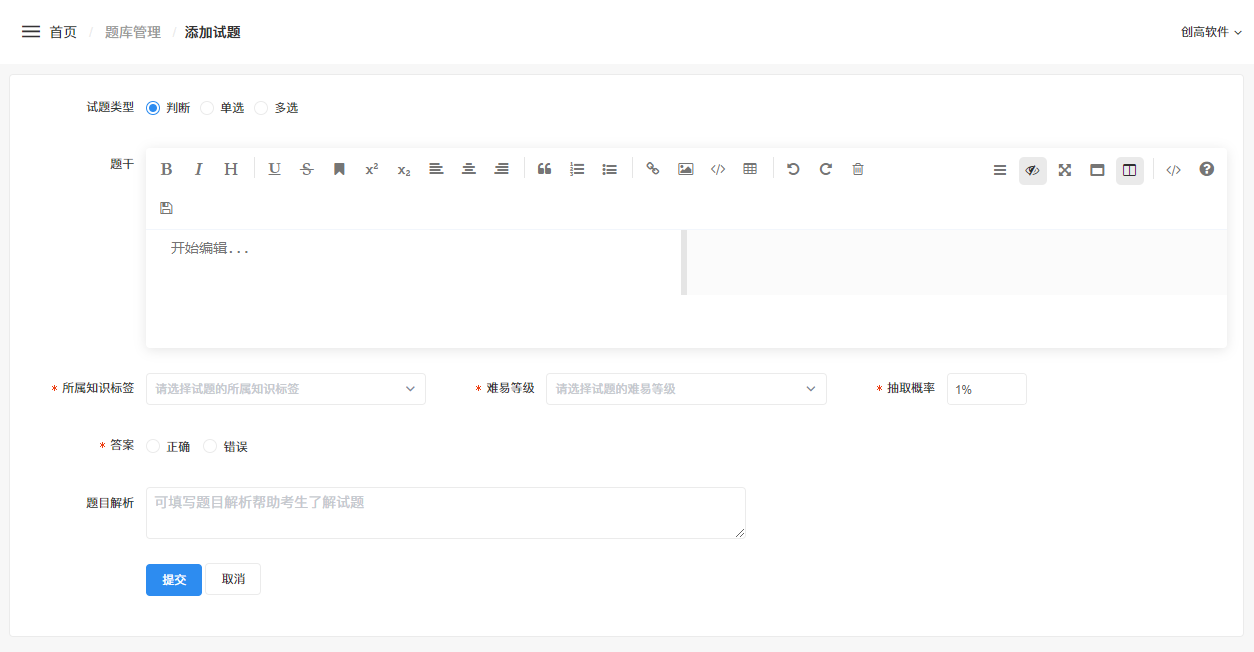 首页 / 题库管理 / 添加试题
创高软件
试题类型 判断 单选 多选
题干
B I H U S x² x₂
开始编辑...
* 所属知识标签 请选择试题的所属知识标签 * 难易等级 请选择试题的难易等级 * 抽取概率 1%
* 答案 正确 错误
题目解析 可填写题目解析帮助考生了解试题
提交 取消